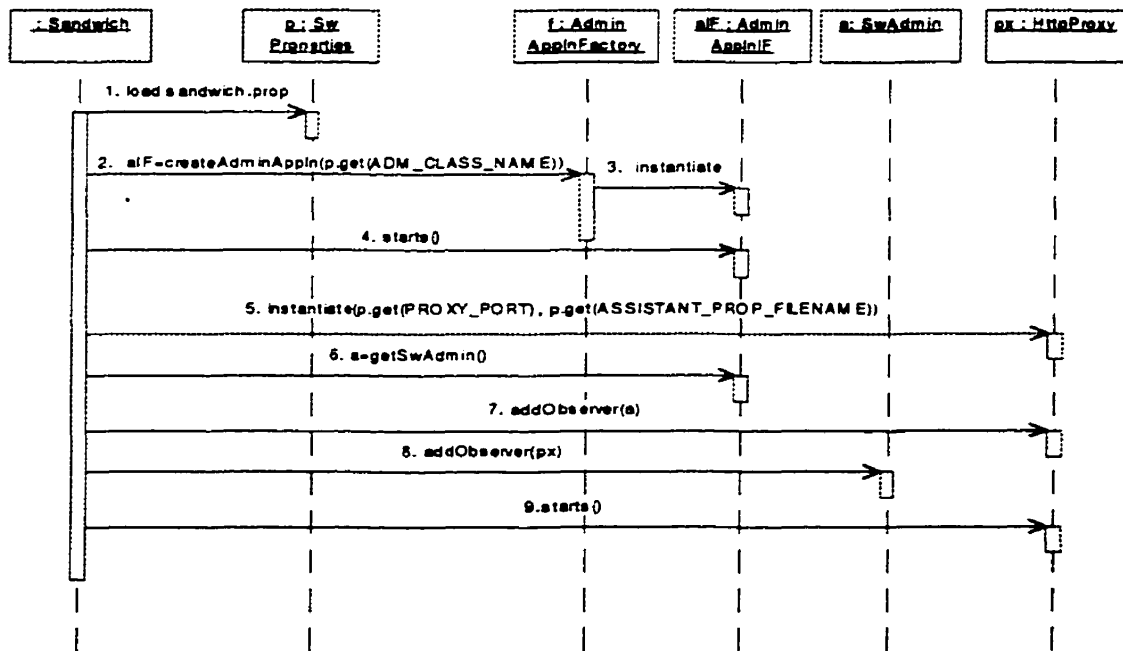 : Sandwich
p : Sw
Properties
f : Admin
AppInFactory
aIF : Admin
AppInIF
a: SwAdmin
px : HttpProxy
1. load sandwich.prop
2. aIF=createAdminAppIn(p.get(ADM_CLASS_NAME))
3. instantiate
4. starts()
5. instantiate(p.get(PROXY_PORT), p.get(ASSISTANT_PROP_FILENAME))
6. a=getSwAdmin()
7. addObserver(a)
8. addObserver(px)
9.starts()